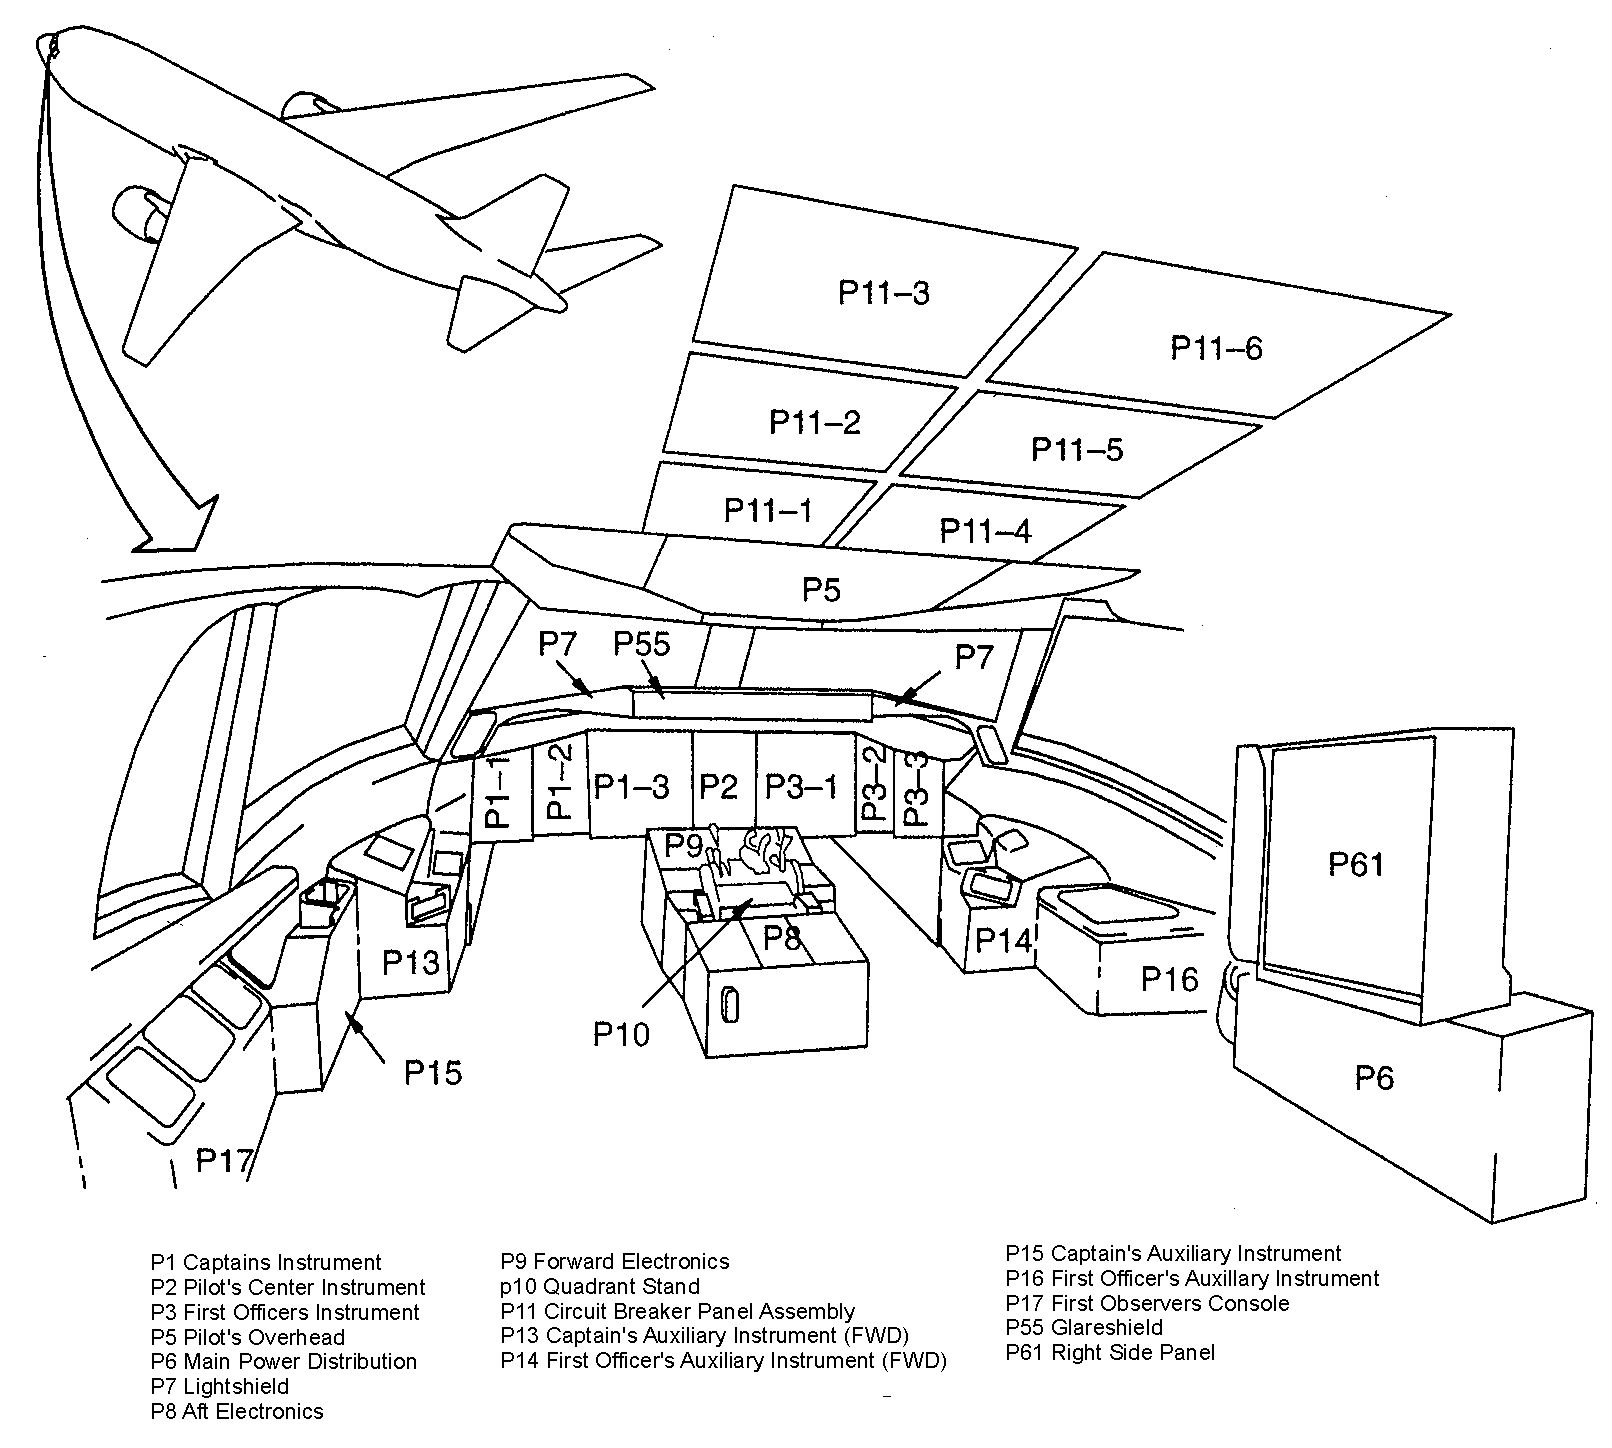 P11–3
P11–6
P11–2
P11–5
P11–1
P11–4
P5
P7
P55
P7
P1–1
P1–2
P1–3
P2
P3–1
P3–2
P3–3
P9
P61
P8
P13
P14
P16
P10
P15
P6
P17
P1 Captains Instrument
P2 Pilot's Center Instrument
P3 First Officers Instrument
P5 Pilot's Overhead
P6 Main Power Distribution
P7 Lightshield
P8 Aft Electronics
P9 Forward Electronics
p10 Quadrant Stand
P11 Circuit Breaker Panel Assembly
P13 Captain's Auxiliary Instrument (FWD)
P14 First Officer's Auxiliary Instrument (FWD)
P15 Captain's Auxiliary Instrument
P16 First Officer's Auxillary Instrument
P17 First Observers Console
P55 Glareshield
P61 Right Side Panel